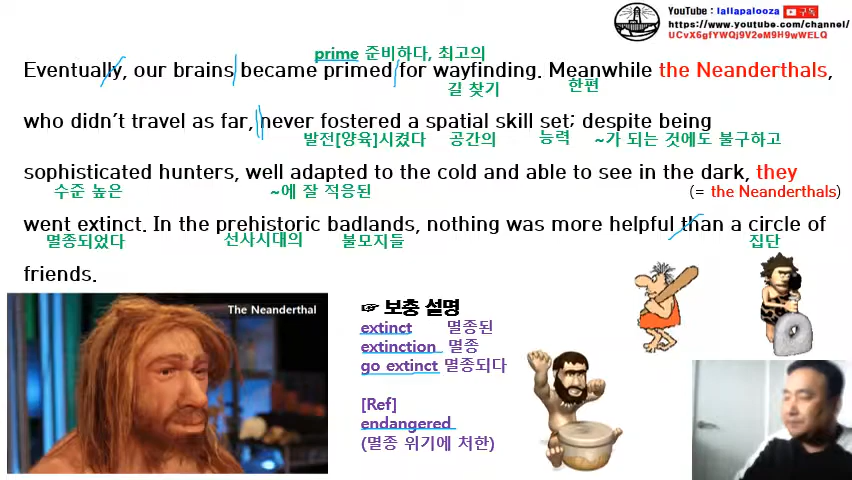 YouTube : lallapalooza 구독
https://www.youtube.com/channel/
UCvX6gfYWQj9V2eM9H9wWELQ
prime 준비하다, 최고의
Eventually, our brains became primed for wayfinding. Meanwhile the Neanderthals,
길 찾기 한편
who didn't travel as far, never fostered a spatial skill set; despite being
발전[양육]시켰다 공간의 능력 ~가 되는 것에도 불구하고
sophisticated hunters, well adapted to the cold and able to see in the dark, they
수준 높은 ~에 잘 적응된 (= the Neanderthals)
went extinct. In the prehistoric badlands, nothing was more helpful than a circle of
멸종되었다 선사시대의 불모지들 집단
friends.
The Neanderthal
☞ 보충 설명
extinct 멸종된
extinction 멸종
go extinct 멸종되다
[Ref]
endangered
(멸종 위기에 처한)